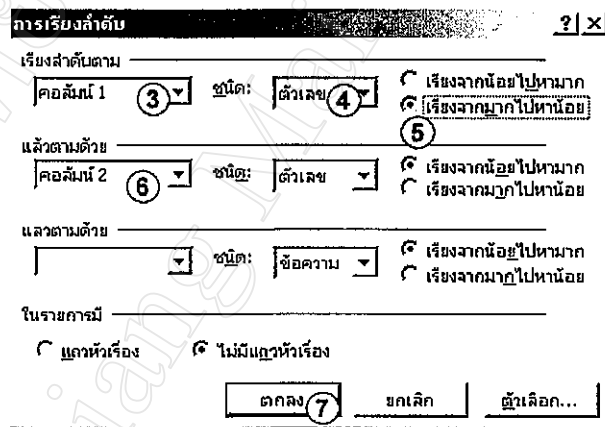 การเรียงลำดับ ? ×
เรียงลำดับตาม
คอลัมน์ 1 3 ชนิด: ตัวเลข 4 เรียงจากน้อยไปหามาก
เรียงจากมากไปหาน้อย
5
แล้วตามด้วย
คอลัมน์ 2 6 ชนิด: ตัวเลข เรียงจากน้อยไปหามาก
เรียงจากมากไปหาน้อย
แลวตามด้วย
ชนิด: ข้อความ เรียงจากน้อยไปหามาก
เรียงจากมากไปหาน้อย
ในรายการมี
แถวหัวเรื่อง ไม่มีแถวหัวเรื่อง
ตกลง 7 ยกเลิก ตัวเลือก...